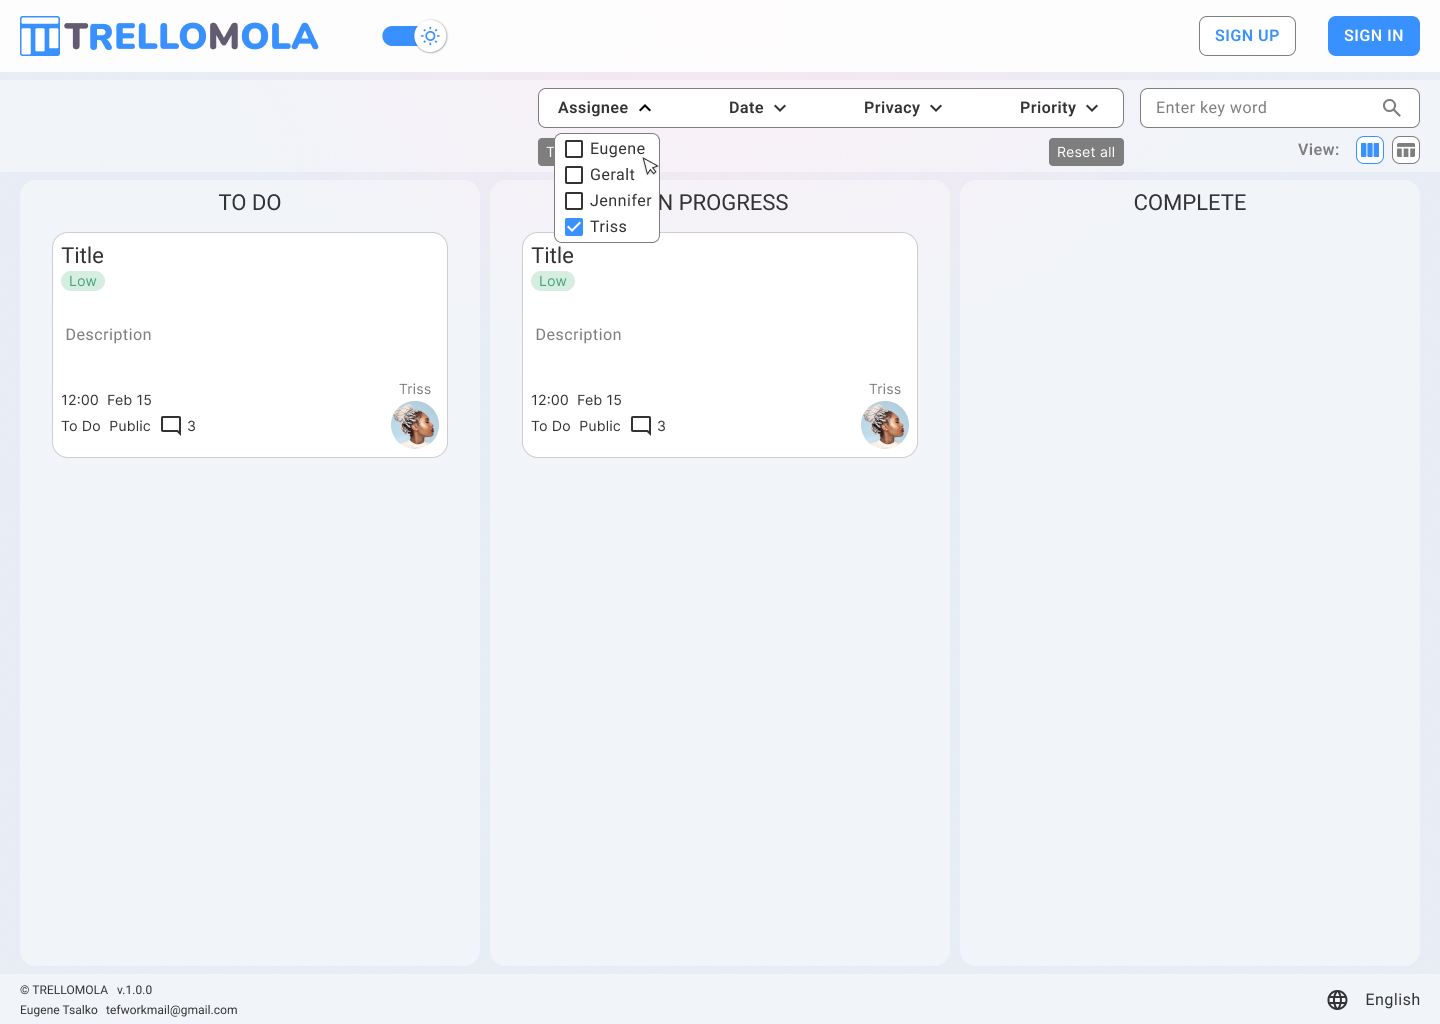 TRELLOMOLA
SIGN UP
SIGN IN
Assignee
Date
Privacy
Priority
Enter key word
Eugene
Geralt
Jennifer
Triss
Reset all
View:
TO DO
N PROGRESS
COMPLETE
Title
Low
Description
Triss
12:00 Feb 15
To Do Public 3
Title
Low
Description
Triss
12:00 Feb 15
To Do Public 3
© TRELLOMOLA v.1.0.0
Eugene Tsalko tefworkmail@gmail.com
English